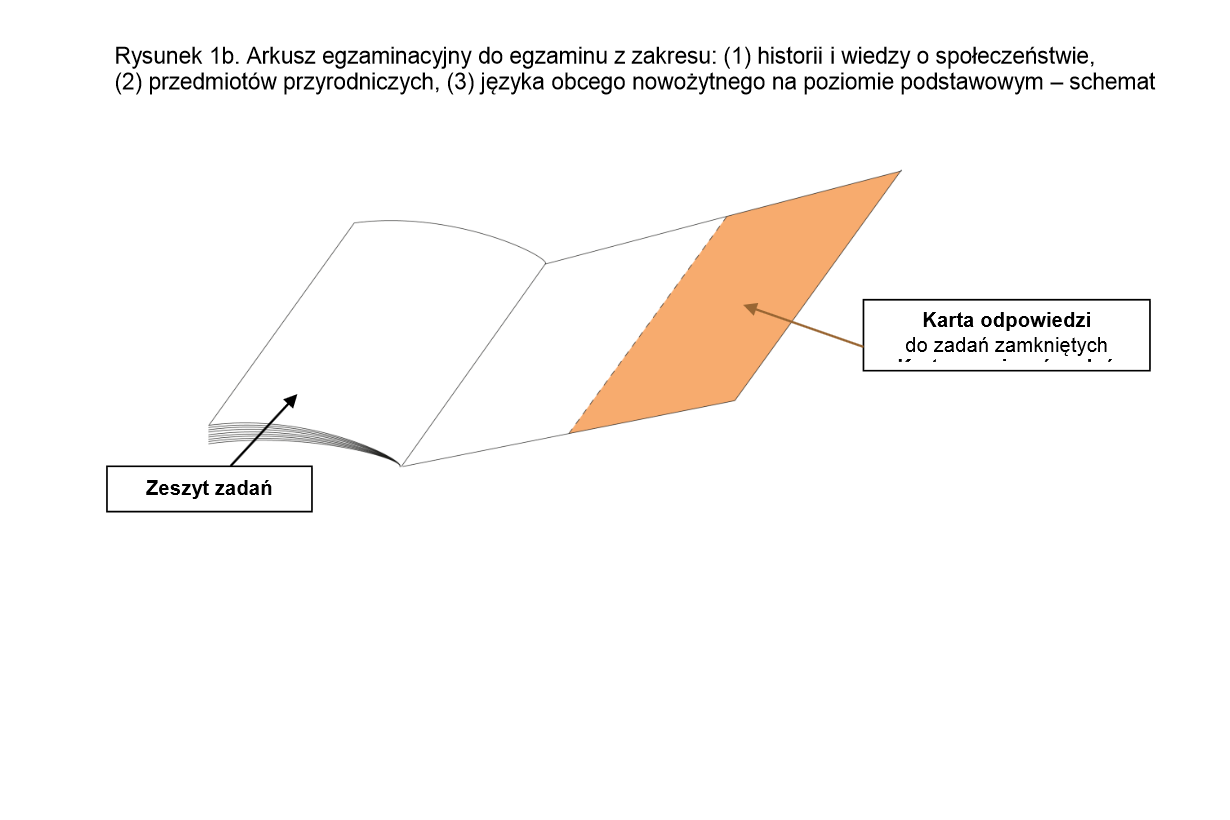 Rysunek 1b. Arkusz egzaminacyjny do egzaminu z zakresu: (1) historii i wiedzy o społeczeństwie,
(2) przedmiotów przyrodniczych, (3) języka obcego nowożytnego na poziomie podstawowym – schemat
Karta odpowiedzi
do zadań zamkniętych
Zeszyt zadań